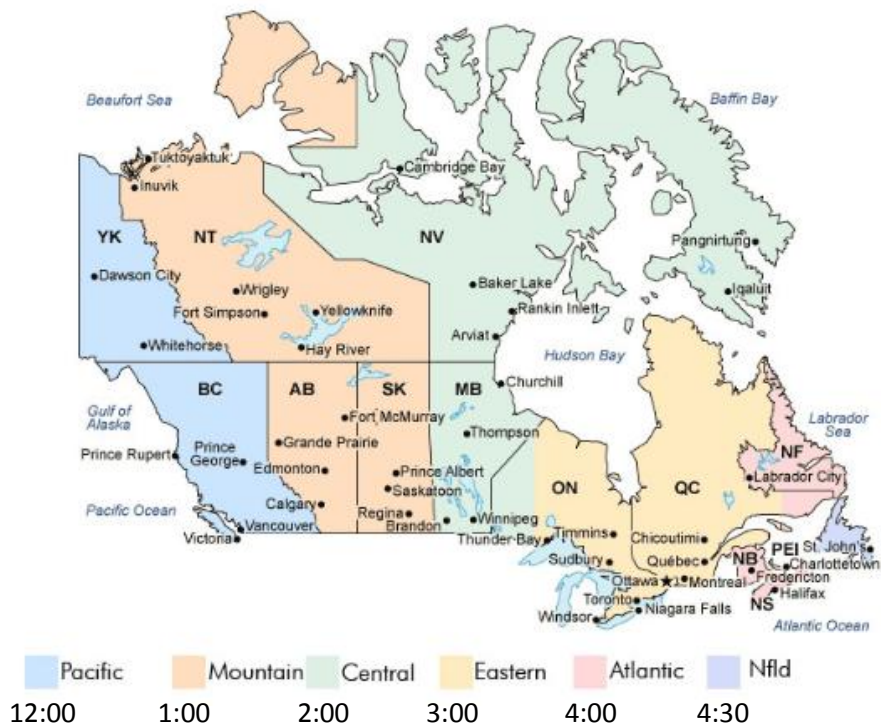 Beaufort Sea
Baffin Bay
Tuktoyaktuk
Cambridge Bay
Inuvik
YK
NT
NV
Pangnirtung
Dawson City
Wrigley
Baker Lake
Iqaluit
Fort Simpson
Yellowknife
Rankin Inlett
Arviat
Whitehorse
Hay River
Hudson Bay
BC
AB
SK
MB
Churchill
Gulf of
Alaska
Fort McMurray
Labrador
Sea
Thompson
Grande Prairie
NF
Prince Rupert
Prince
George
Edmonton
Prince Albert
Labrador City
Saskatoon
ON
QC
Calgary
Pacific Ocean
Regina
Brandon
Winnipeg
Vancouver
Victoria
Thunder-Bay
Timmins
Chicoutimi
PEI
St. John's
Sudbury
Québec
NB
Charlottetown
Ottawa
Montreal
Fredericton
Halifax
Toronto
NS
Niagara Falls
Windsor
Atlantic Ocean
Pacific
Mountain
Central
Eastern
Atlantic
Nfld
12:00
1:00
2:00
3:00
4:00
4:30